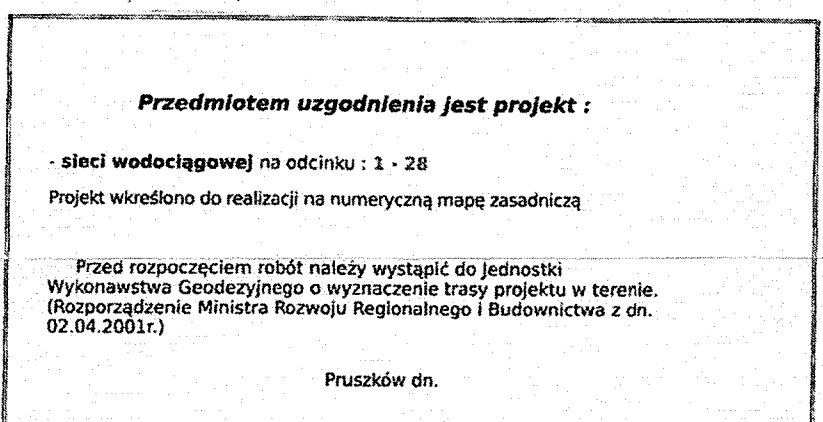 Przedmiotem uzgodnienia jest projekt :
- sieci wodociągowej na odcinku : 1 - 28
Projekt wkreślono do realizacji na numeryczną mapę zasadniczą
Przed rozpoczęciem robót należy wystąpić do Jednostki
Wykonawstwa Geodezyjnego o wyznaczenie trasy projektu w terenie.
(Rozporządzenie Ministra Rozwoju Regionalnego i Budownictwa z dn.
02.04.2001r.)
Pruszków dn.